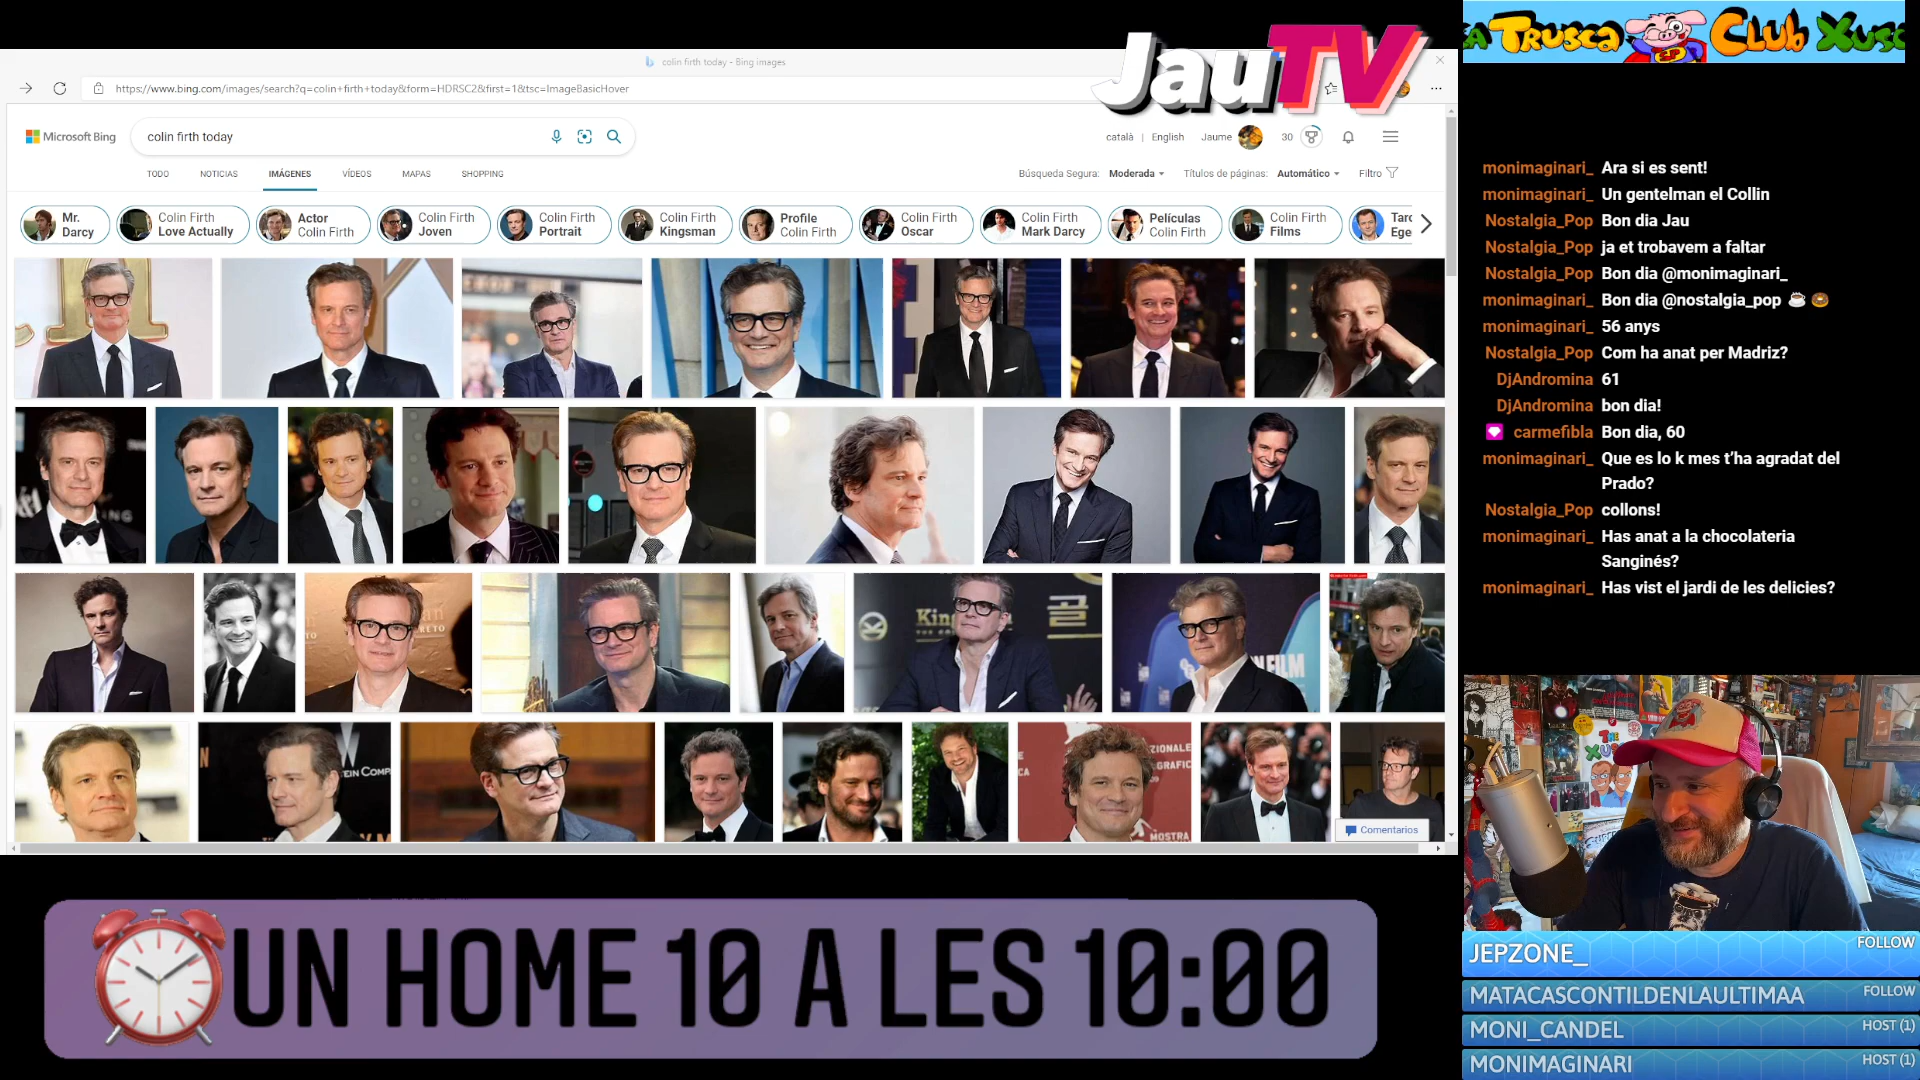 JauTV
TRUSCA CLUB XUSC
colin firth today - Bing images
https://www.bing.com/images/search?q=colin+firth+today&form=HDRSC2&first=1&tsc=ImageBasicHover
Microsoft Bing
colin firth today
català | English Jaume 30
TODO NOTICIAS IMÁGENES VÍDEOS MAPAS SHOPPING
Búsqueda Segura: Moderada Títulos de páginas: Automático Filtro
Mr.
Darcy
Colin Firth
Love Actually
Actor
Colin Firth
Colin Firth
Joven
Colin Firth
Portrait
Colin Firth
Kingsman
Profile
Colin Firth
Colin Firth
Oscar
Colin Firth
Mark Darcy
Películas
Colin Firth
Colin Firth
Films
Taro
Ege
Comentarios
monimaginari_ Ara si es sent!
monimaginari_ Un gentelman el Collin
Nostalgia_Pop Bon dia Jau
Nostalgia_Pop ja et trobavem a faltar
Nostalgia_Pop Bon dia @monimaginari_
monimaginari_ Bon dia @nostalgia_pop ☕ 🍩
monimaginari_ 56 anys
Nostalgia_Pop Com ha anat per Madriz?
DjAndromina 61
DjAndromina bon dia!
carmefibla Bon dia, 60
monimaginari_ Que es lo k mes t'ha agradat del
Prado?
Nostalgia_Pop collons!
monimaginari_ Has anat a la chocolateria
Sanginés?
monimaginari_ Has vist el jardi de les delicies?
UN HOME 10 A LES 10:00
JEPZONE_ FOLLOW
MATACASCONTILDENLAULTIMAA FOLLOW
MONI_CANDEL HOST (1)
MONIMAGINARI HOST (1)